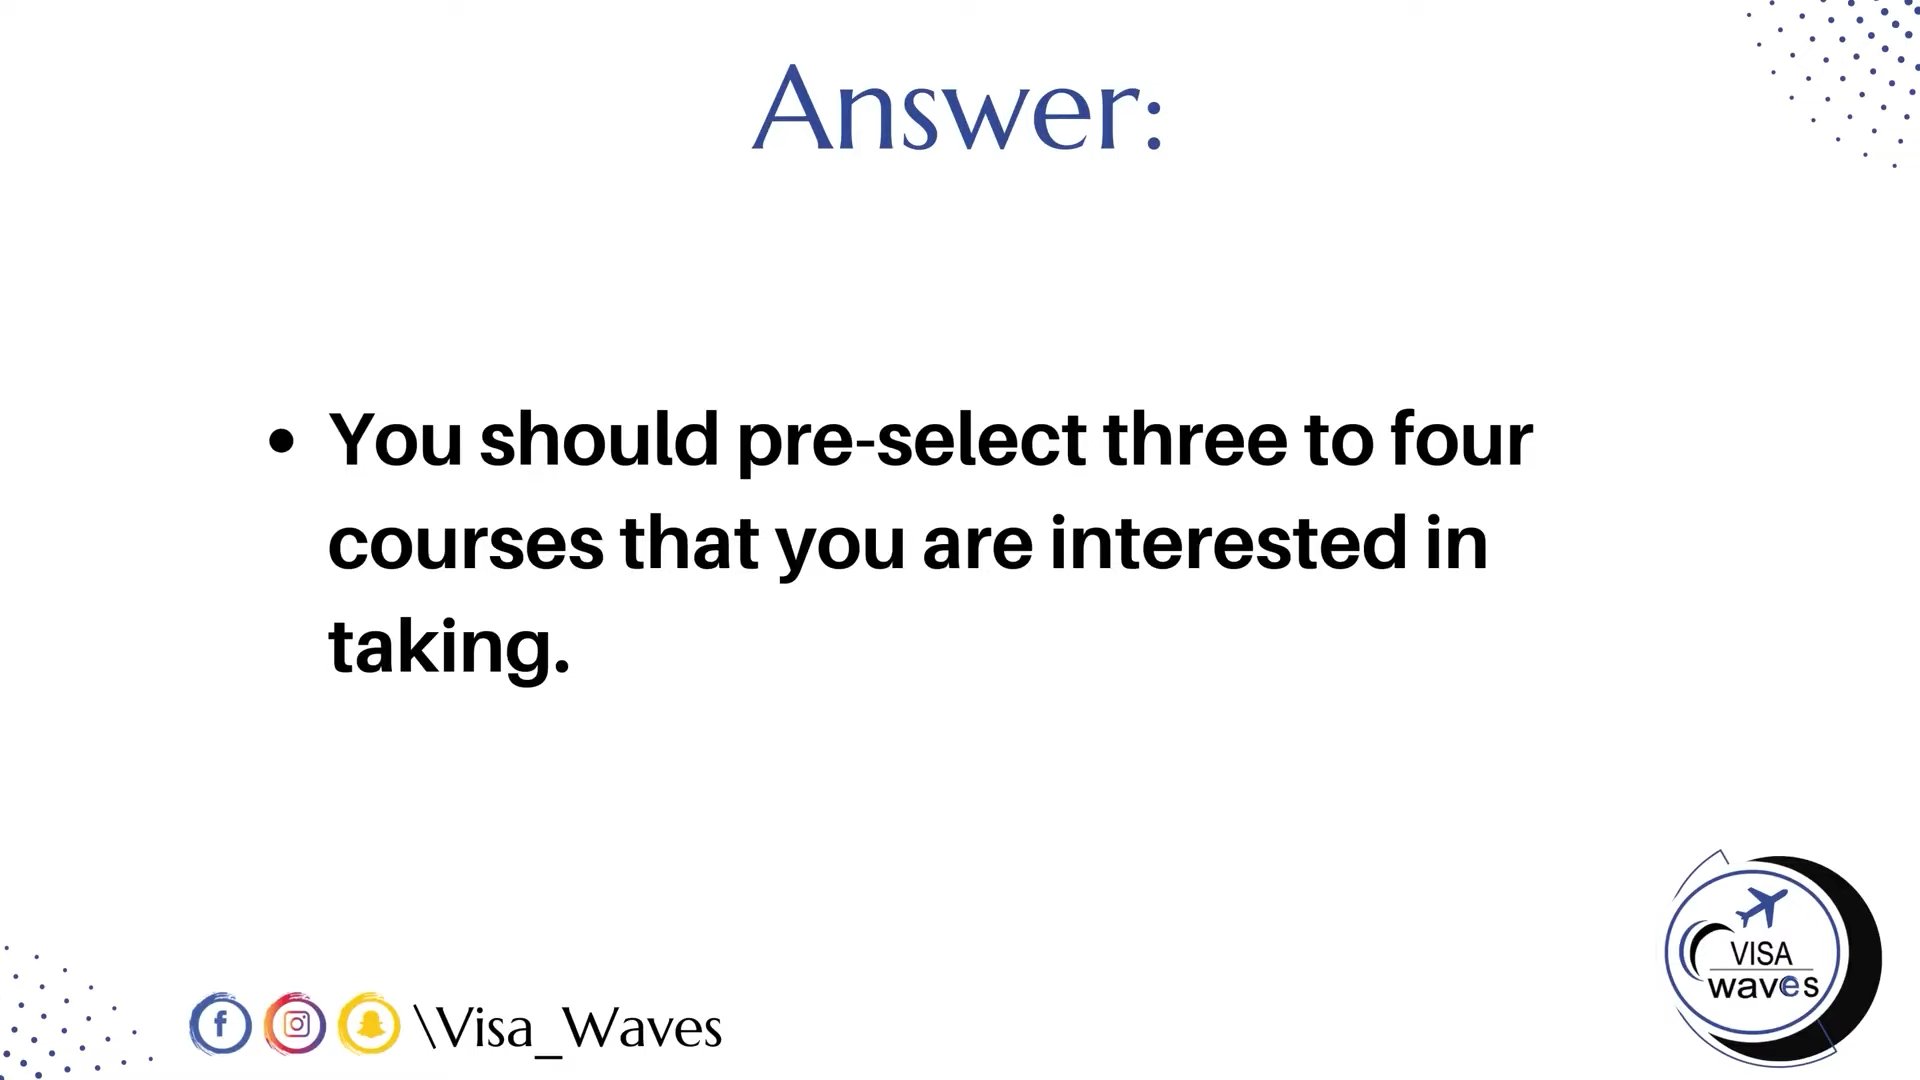 Answer:
• You should pre-select three to four
courses that you are interested in
taking.
\Visa_Waves
VISA
waves